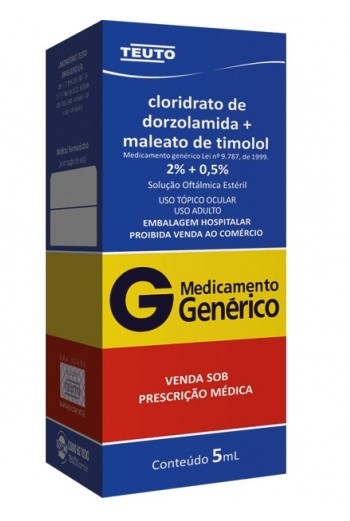 TEUTO
cloridrato de
dorzolamida +
maleato de timolol
Medicamento genérico Lei nº 9.787, de 1999.
2% + 0,5%
Solução Oftálmica Estéril
USO TÓPICO OCULAR
USO ADULTO
EMBALAGEM HOSPITALAR
PROIBIDA VENDA AO COMÉRCIO
G
Medicamento
Genérico
VENDA SOB
PRESCRIÇÃO MÉDICA
Conteúdo 5mL